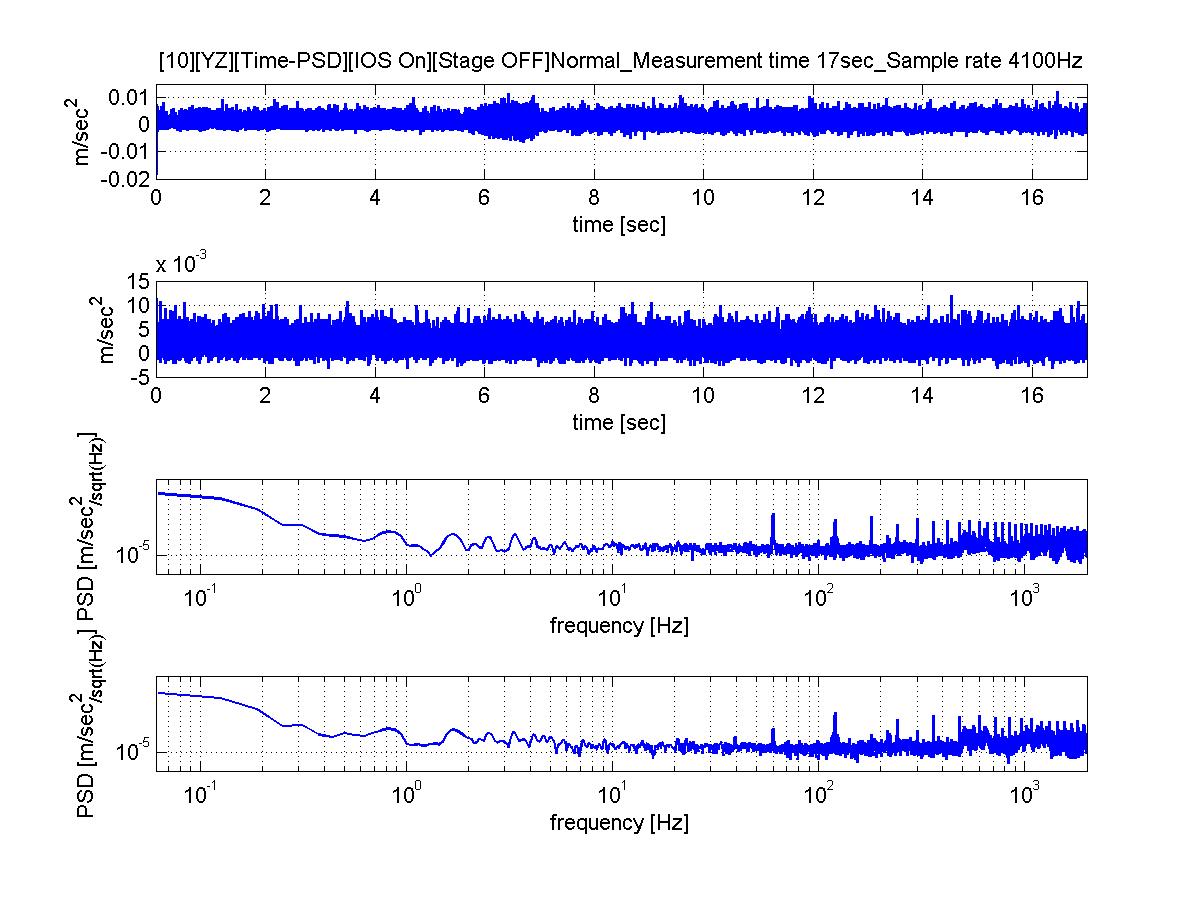 [10][YZ][Time-PSD][IOS On][Stage OFF]Normal_Measurement time 17sec_Sample rate 4100Hz
m/sec²
0.01
0
-0.01
-0.02
0 2 4 6 8 10 12 14 16
time [sec]
x 10⁻³
m/sec²
15
10
5
0
-5
0 2 4 6 8 10 12 14 16
time [sec]
PSD [m/sec²/sqrt(Hz)]
10⁻⁵
10⁻¹ 10⁰ 10¹ 10² 10³
frequency [Hz]
PSD [m/sec²/sqrt(Hz)]
10⁻⁵
10⁻¹ 10⁰ 10¹ 10² 10³
frequency [Hz]